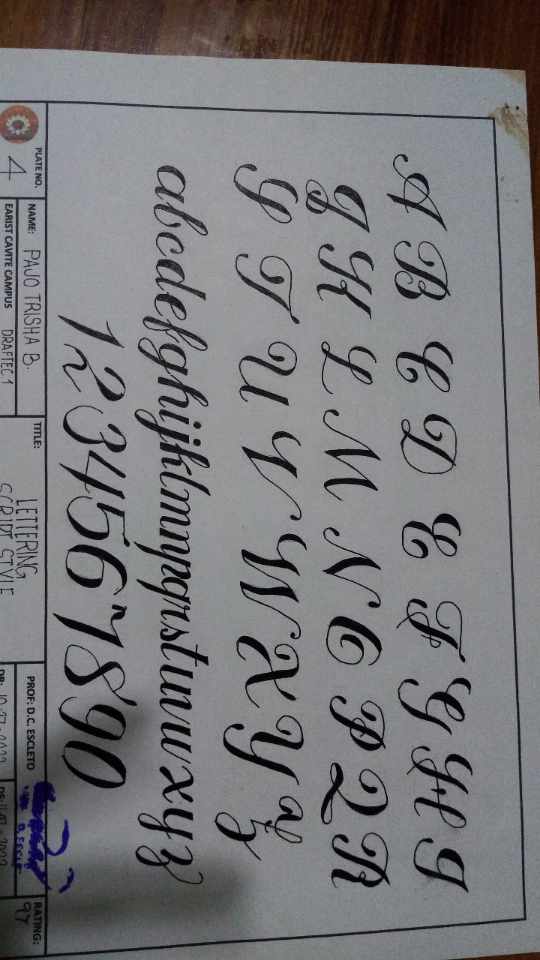 A B C D E F G H I
J K L M N O P Q R
S T U V W X Y Z
abcdefghijklmnpqrstuvwxyz
1234567890
PLATE NO.
4
NAME: PAJO TRISHA B.
EARIST CAVITE CAMPUS DRAFTEC 1
TITLE:
LETTERING
SCRIPT STYLE
PROF: D.C. ESCLETO
RATING:
97